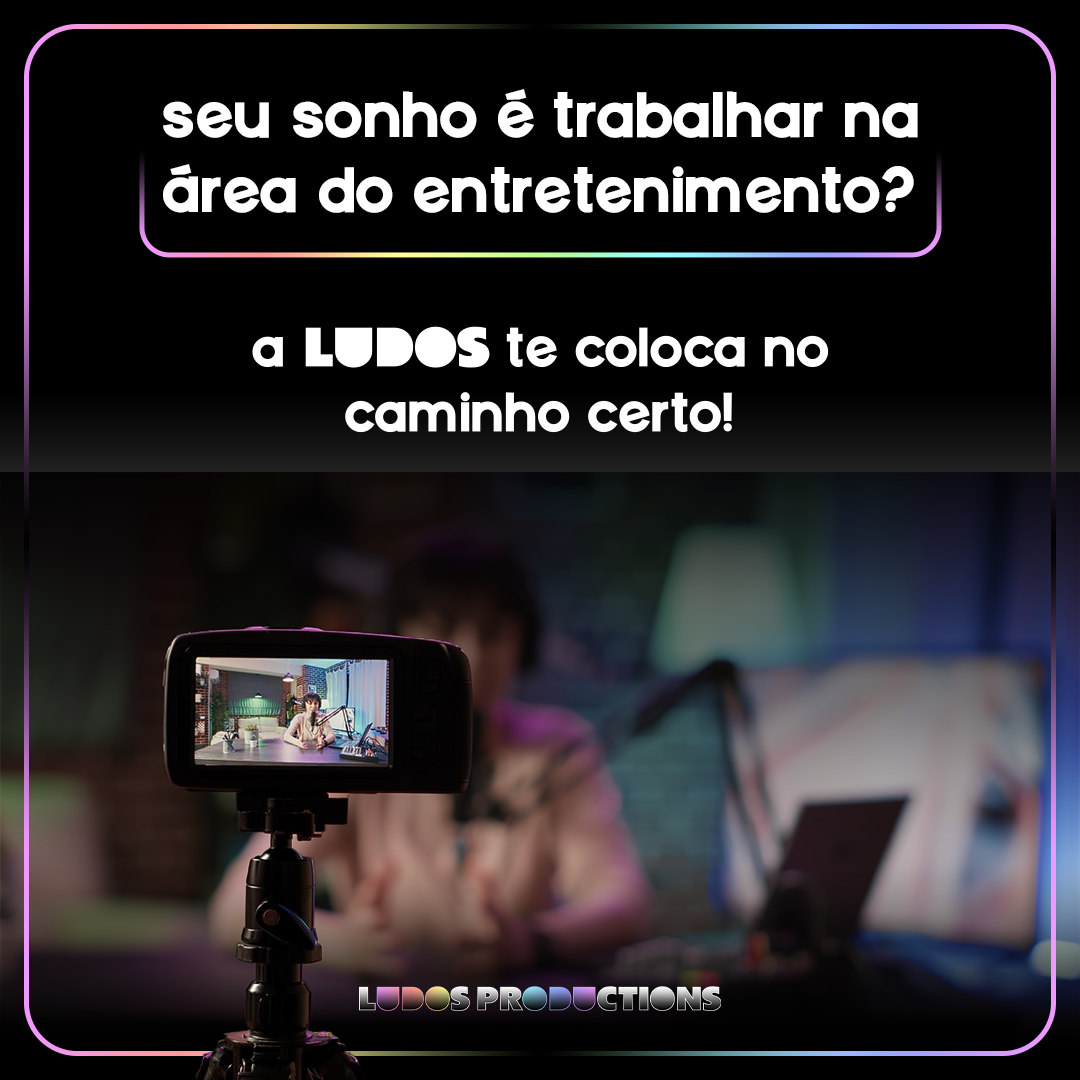 seu sonho é trabalhar na
área do entretenimento?
a LUDOS te coloca no
caminho certo!
LUDOS PRODUCTIONS